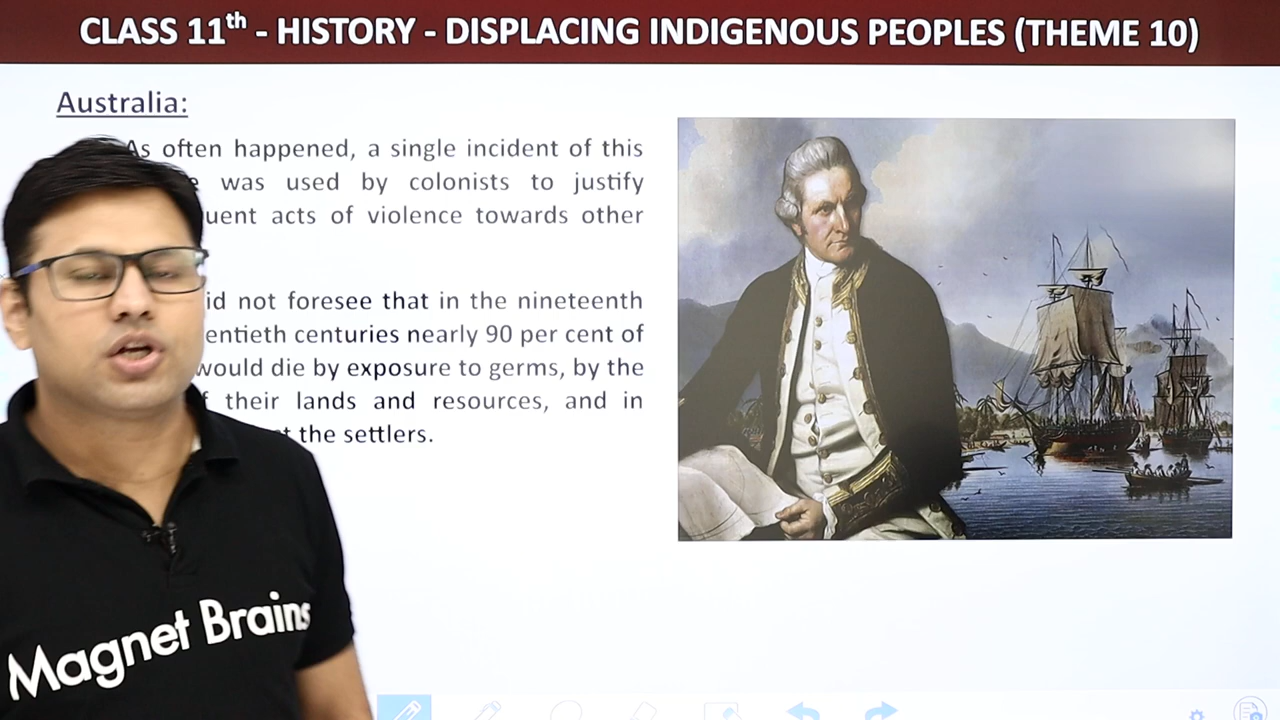 CLASS 11th - HISTORY - DISPLACING INDIGENOUS PEOPLES (THEME 10)
Australia:
As often happened, a single incident of this
was used by colonists to justify
acts of violence towards other
not foresee that in the nineteenth
centuries nearly 90 per cent of
would die by exposure to germs, by the
their lands and resources, and in
the settlers.
Magnet Brains